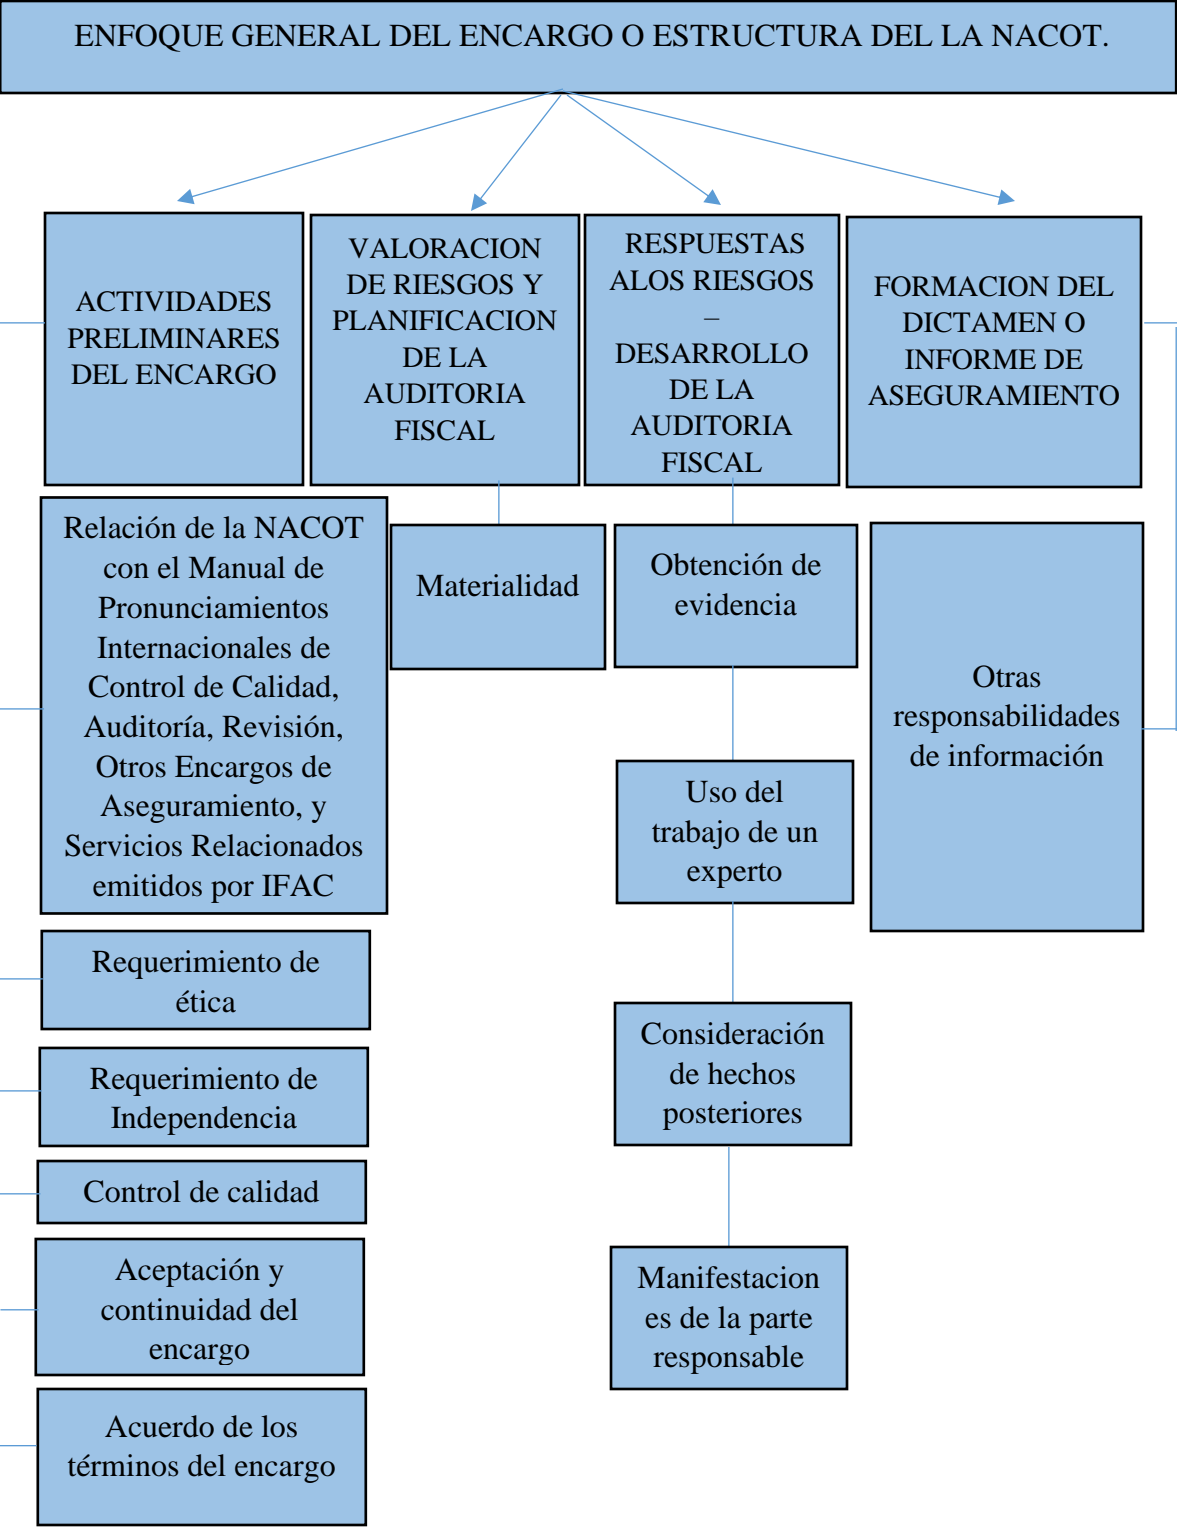 ENFOQUE GENERAL DEL ENCARGO O ESTRUCTURA DEL LA NACOT.
ACTIVIDADES
PRELIMINARES
DEL ENCARGO
VALORACION
DE RIESGOS Y
PLANIFICACION
DE LA
AUDITORIA
FISCAL
RESPUESTAS
ALOS RIESGOS
–
DESARROLLO
DE LA
AUDITORIA
FISCAL
FORMACION DEL
DICTAMEN O
INFORME DE
ASEGURAMIENTO
Relación de la NACOT
con el Manual de
Pronunciamientos
Internacionales de
Control de Calidad,
Auditoría, Revisión,
Otros Encargos de
Aseguramiento, y
Servicios Relacionados
emitidos por IFAC
Materialidad
Obtención de
evidencia
Otras
responsabilidades
de información
Uso del
trabajo de un
experto
Requerimiento de
ética
Consideración
de hechos
posteriores
Requerimiento de
Independencia
Control de calidad
Aceptación y
continuidad del
encargo
Manifestacion
es de la parte
responsable
Acuerdo de los
términos del encargo